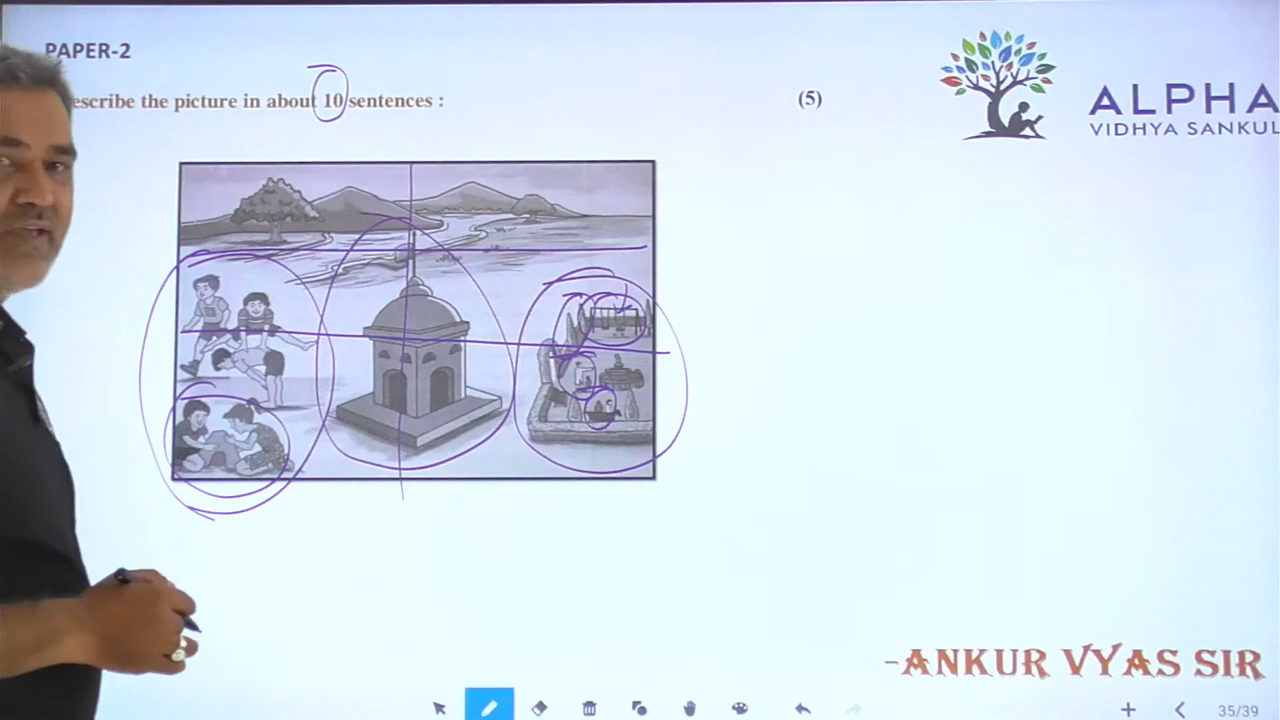 PAPER-2
escribe the picture in about 10 sentences : (5)
ALPHA
VIDHYA SANKUL
-ANKUR VYAS SIR
35/39